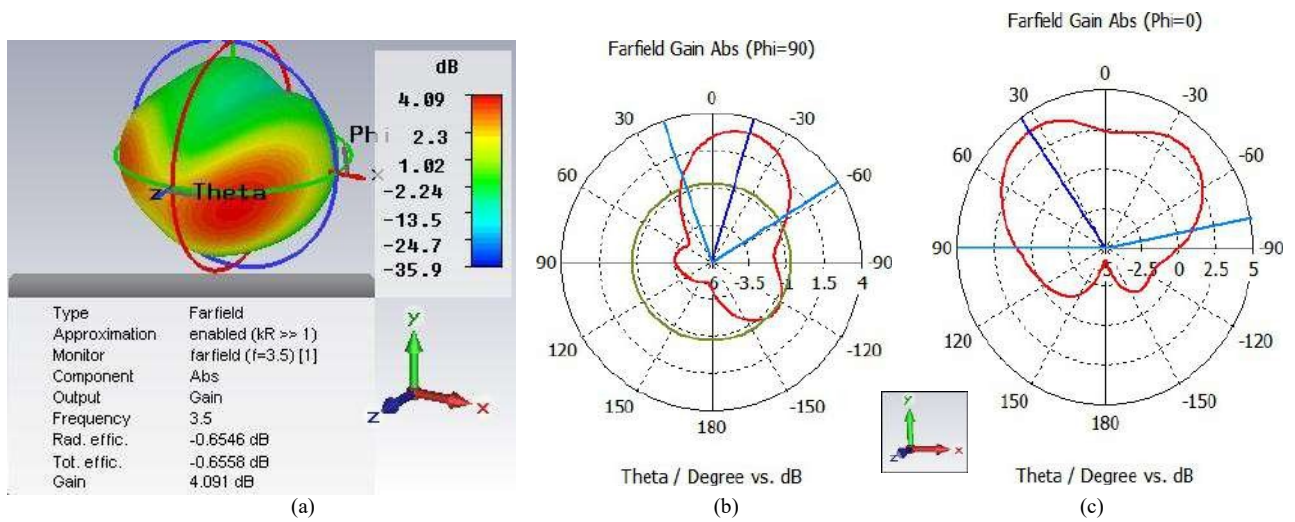 dB
4.09
2.3
1.02
-2.24
-13.5
-24.7
-35.9
Phi
x
z Theta
Type Farfield
Approximation enabled (kR >> 1)
Monitor farfield (f=3.5) [1]
Component Abs
Output Gain
Frequency 3.5
Rad. effic. -0.6546 dB
Tot. effic. -0.6558 dB
Gain 4.091 dB
y
z
x
(a)
Farfield Gain Abs (Phi=90)
0
30 -30
60 -60
90 -6 -3.5 -1 1.5 4 -90
120 -120
150 -150
180
Theta / Degree vs. dB
(b)
Farfield Gain Abs (Phi=0)
0
30 -30
60 -60
90 -2.5 0 2.5 5 -90
120 -120
150 -150
180
y
z
x
Theta / Degree vs. dB
(c)